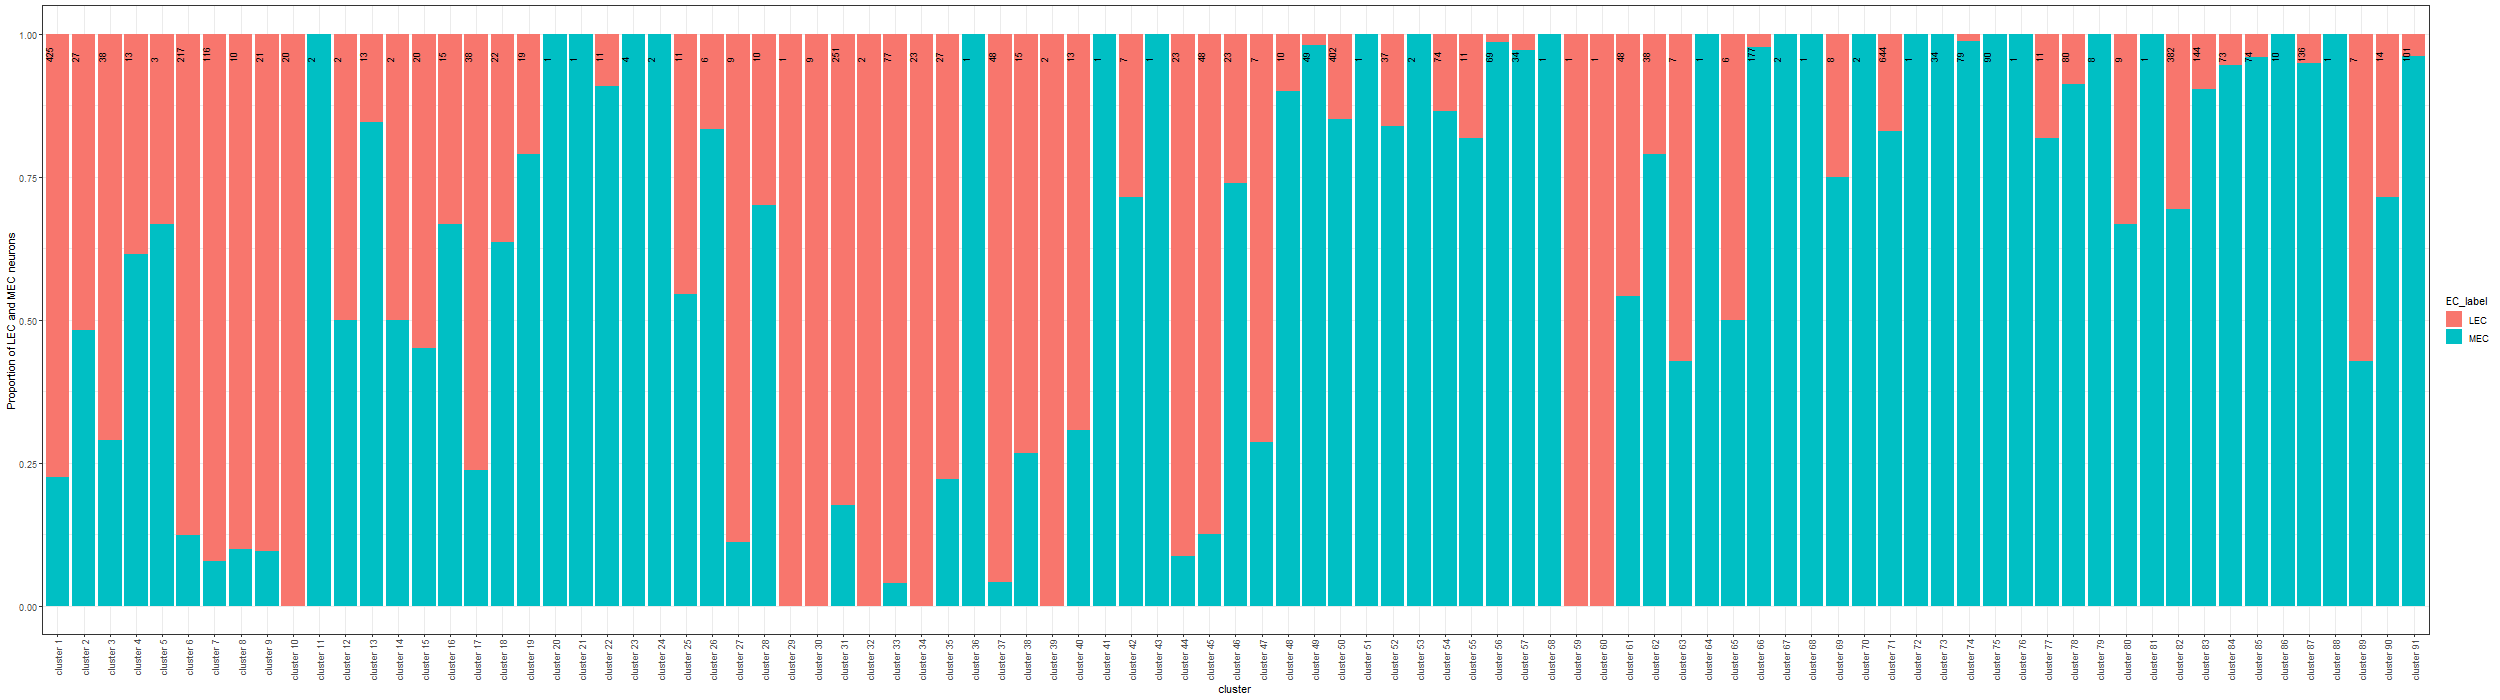 Proportion of LEC and MEC neurons
1.00
0.75
0.50
0.25
0.00
425 27 38 13 3 217 116 10 21 20 2 2 13 2 20 15 38 22 19 1 1 11 4 2 11 6 9 10 1 9 251 2 77 23 27 1 48 15 2 13 1 7 1 23 48 23 7 10 49 402 1 37 2 74 11 69 34 1 1 1 48 38 7 1 6 177 2 1 8 2 644 1 34 79 90 1 11 80 8 9 1 382 144 73 74 10 136 1 7 14 101
cluster 1
cluster 2
cluster 3
cluster 4
cluster 5
cluster 6
cluster 7
cluster 8
cluster 9
cluster 10
cluster 11
cluster 12
cluster 13
cluster 14
cluster 15
cluster 16
cluster 17
cluster 18
cluster 19
cluster 20
cluster 21
cluster 22
cluster 23
cluster 24
cluster 25
cluster 26
cluster 27
cluster 28
cluster 29
cluster 30
cluster 31
cluster 32
cluster 33
cluster 34
cluster 35
cluster 36
cluster 37
cluster 38
cluster 39
cluster 40
cluster 41
cluster 42
cluster 43
cluster 44
cluster 45
cluster 46
cluster 47
cluster 48
cluster 49
cluster 50
cluster 51
cluster 52
cluster 53
cluster 54
cluster 55
cluster 56
cluster 57
cluster 58
cluster 59
cluster 60
cluster 61
cluster 62
cluster 63
cluster 64
cluster 65
cluster 66
cluster 67
cluster 68
cluster 69
cluster 70
cluster 71
cluster 72
cluster 73
cluster 74
cluster 75
cluster 76
cluster 77
cluster 78
cluster 79
cluster 80
cluster 81
cluster 82
cluster 83
cluster 84
cluster 85
cluster 86
cluster 87
cluster 88
cluster 89
cluster 90
cluster 91
cluster
EC_label
LEC
MEC